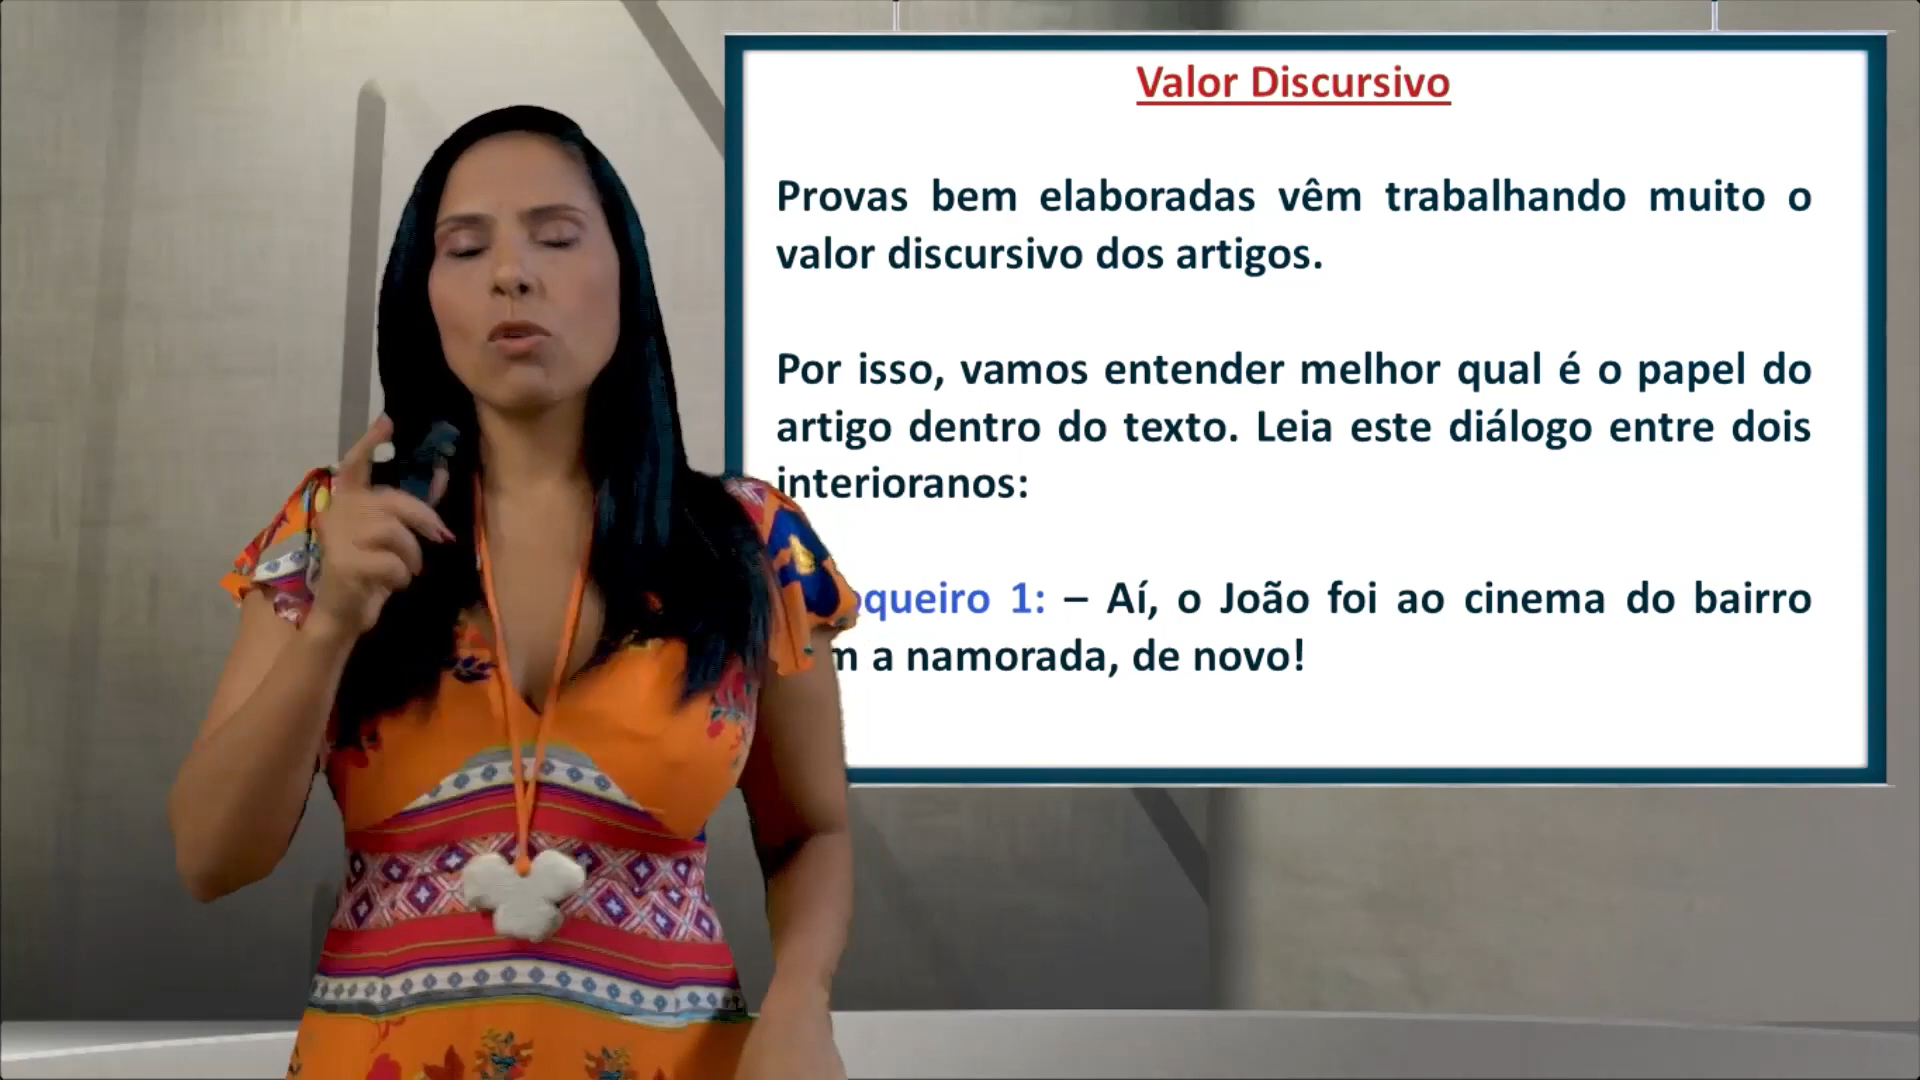 Valor Discursivo
Provas bem elaboradas vêm trabalhando muito o
valor discursivo dos artigos.
Por isso, vamos entender melhor qual é o papel do
artigo dentro do texto. Leia este diálogo entre dois
interioranos:
1: – Aí, o João foi ao cinema do bairro
a namorada, de novo!